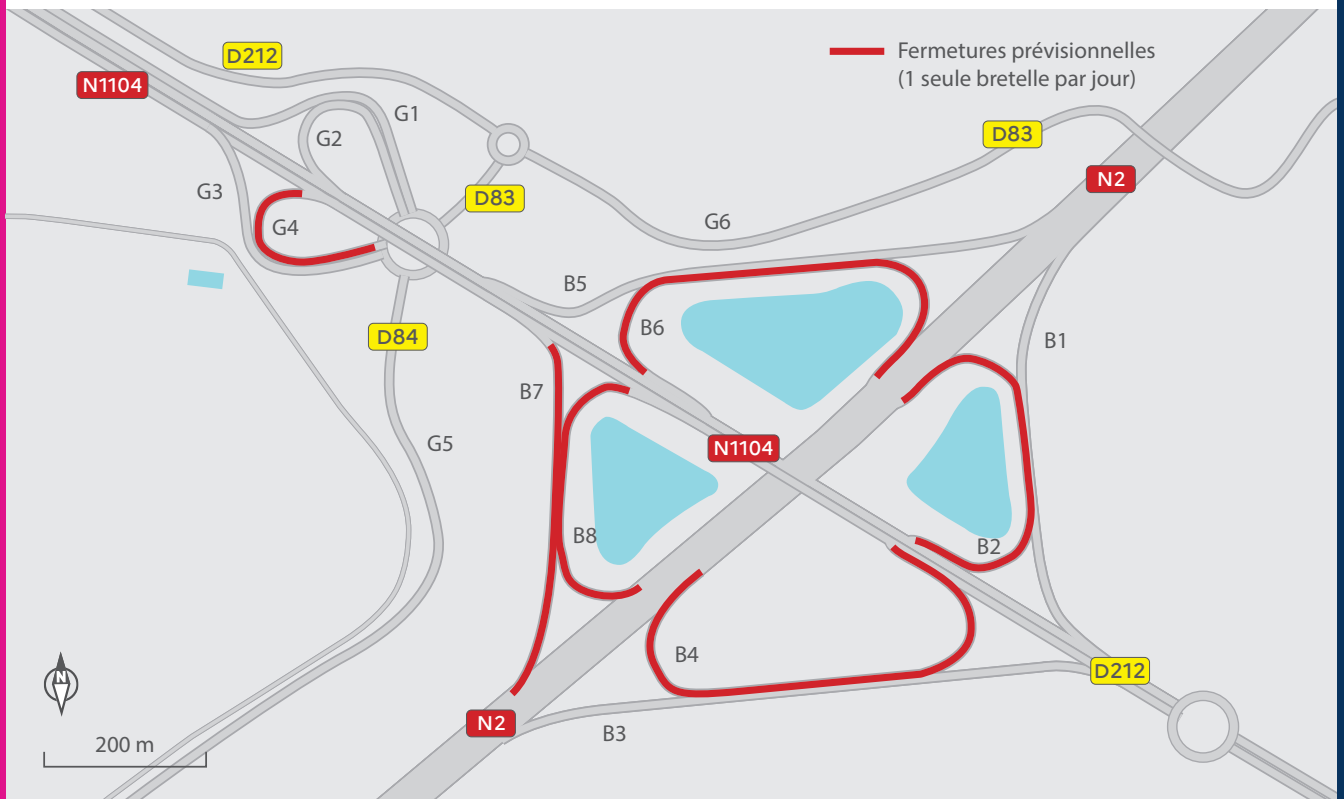 D212
Fermetures prévisionnelles
(1 seule bretelle par jour)
N1104
G1
G2
D83
N2
G3
D83
G4
G6
B5
B6
D84
B1
B7
G5
N1104
B8
B2
B4
N
D212
N2
B3
200 m